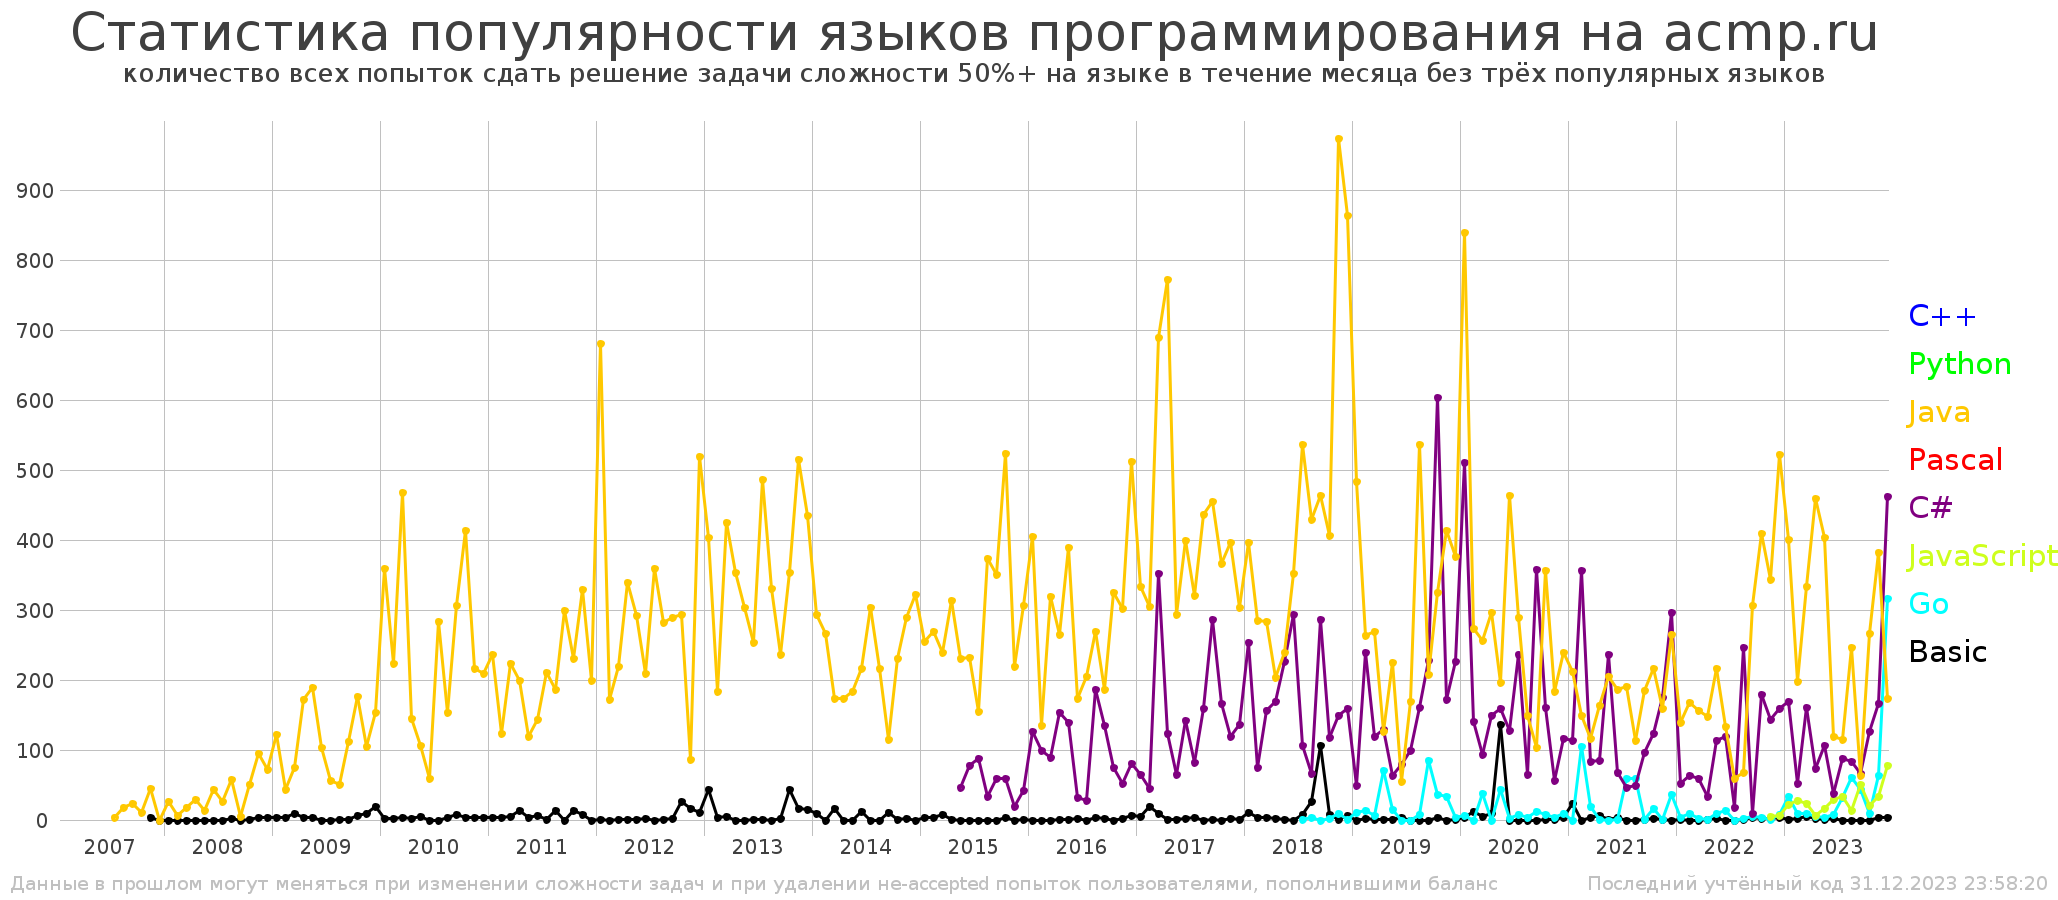 Статистика популярности языков программирования на acmp.ru
количество всех попыток сдать решение задачи сложности 50%+ на языке в течение месяца без трёх популярных языков
900
800
700
600
500
400
300
200
100
0
C++
Python
Java
Pascal
C#
JavaScript
Go
Basic
2007 2008 2009 2010 2011 2012 2013 2014 2015 2016 2017 2018 2019 2020 2021 2022 2023
Данные в прошлом могут меняться при изменении сложности задач и при удалении не-accepted попыток пользователями, пополнившими баланс
Последний учтённый код 31.12.2023 23:58:20